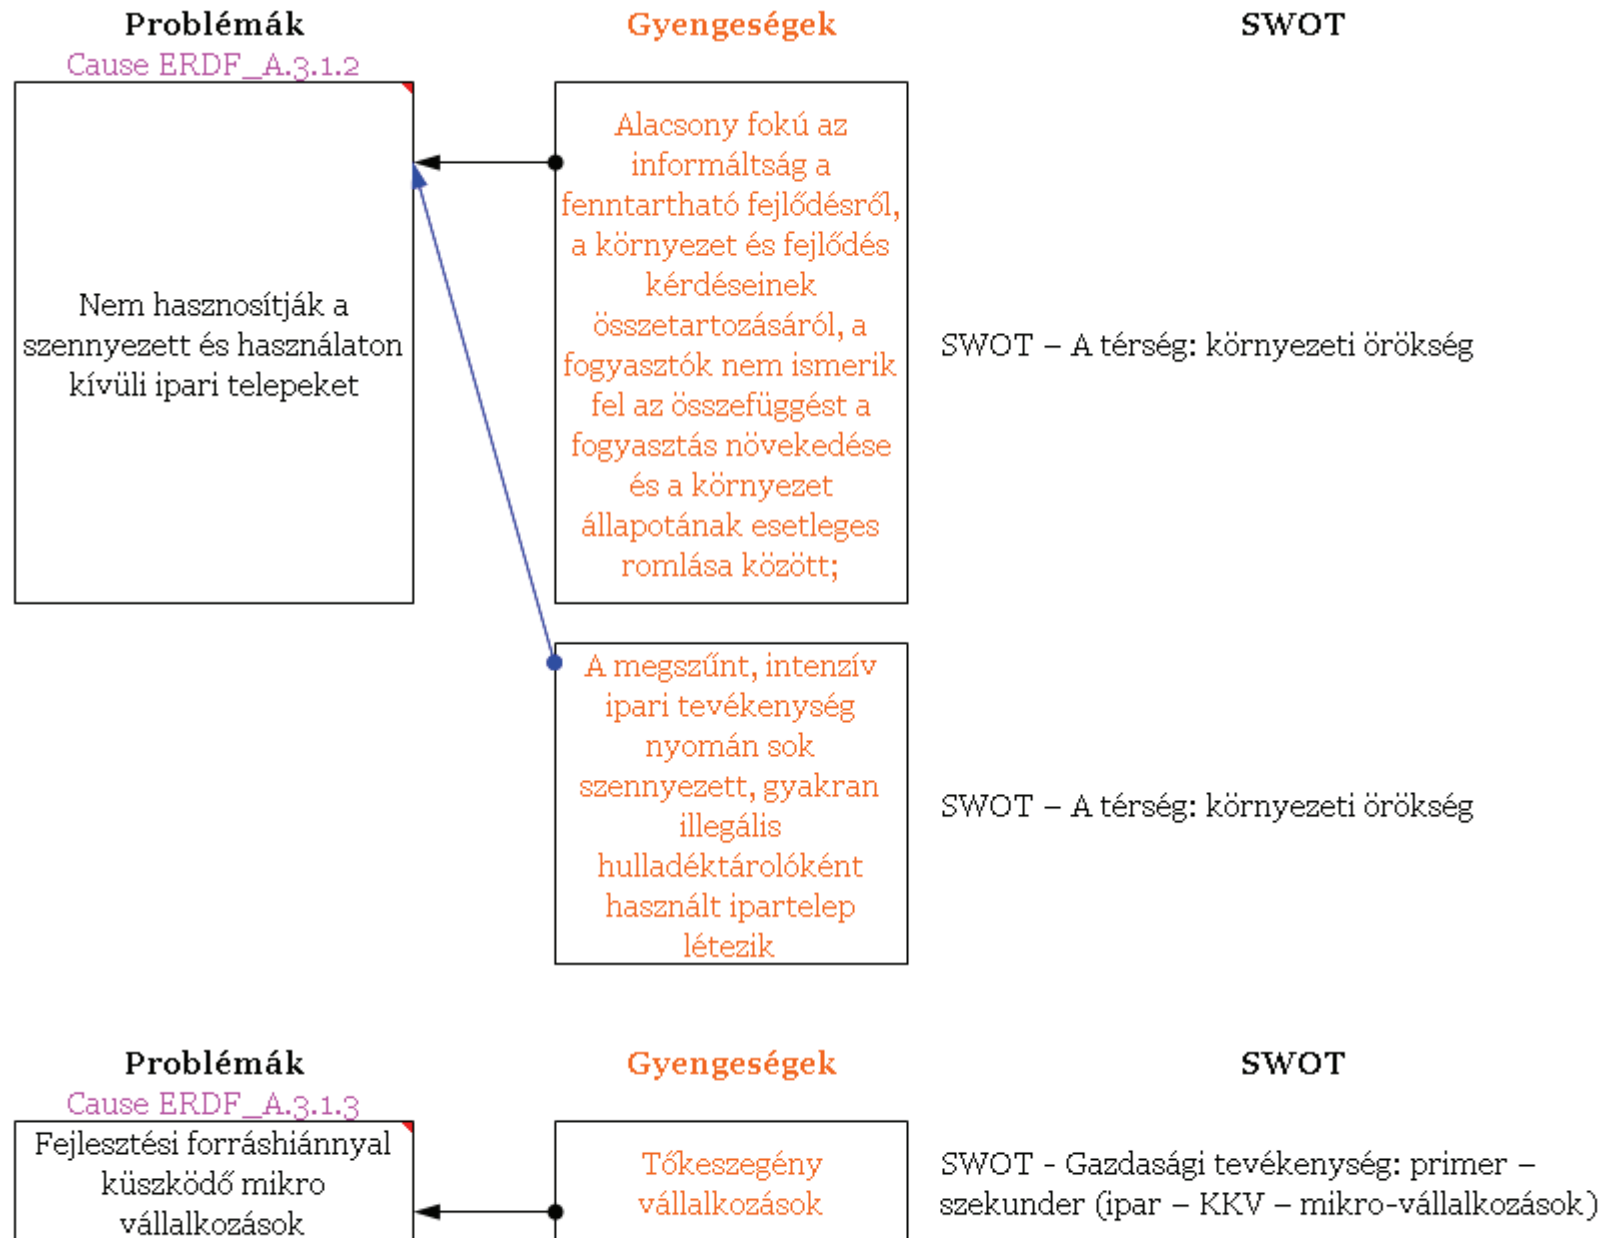 Problémák
Gyengeségek
SWOT
Cause ERDF_A.3.1.2
Nem hasznosítják a
szennyezett és használaton
kívüli ipari telepeket
Alacsony fokú az
informáltság a
fenntartható fejlődésről,
a környezet és fejlődés
kérdéseinek
összetartozásáról, a
fogyasztók nem ismerik
fel az összefüggést a
fogyasztás növekedése
és a környezet
állapotának esetleges
romlása között;
SWOT – A térség: környezeti örökség
A megszűnt, intenzív
ipari tevékenység
nyomán sok
szennyezett, gyakran
illegális
hulladéktárolóként
használt ipartelep
létezik
SWOT – A térség: környezeti örökség
Problémák
Gyengeségek
SWOT
Cause ERDF_A.3.1.3
Fejlesztési forráshiánnyal
küszködő mikro
vállalkozások
Tőkeszegény
vállalkozások
SWOT - Gazdasági tevékenység: primer –
szekunder (ipar – KKV – mikro-vállalkozások)